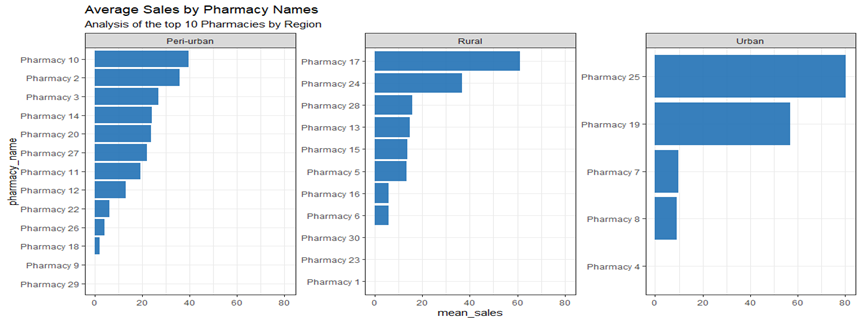 Average Sales by Pharmacy Names
Analysis of the top 10 Pharmacies by Region
pharmacy_name
Peri-urban
Pharmacy 10
Pharmacy 2
Pharmacy 3
Pharmacy 14
Pharmacy 20
Pharmacy 27
Pharmacy 11
Pharmacy 12
Pharmacy 22
Pharmacy 26
Pharmacy 18
Pharmacy 9
Pharmacy 29
0 20 40 60 80
Rural
Pharmacy 17
Pharmacy 24
Pharmacy 28
Pharmacy 13
Pharmacy 15
Pharmacy 5
Pharmacy 16
Pharmacy 6
Pharmacy 30
Pharmacy 23
Pharmacy 1
0 20 40 60 80
Urban
Pharmacy 25
Pharmacy 19
Pharmacy 7
Pharmacy 8
Pharmacy 4
0 20 40 60 80
mean_sales